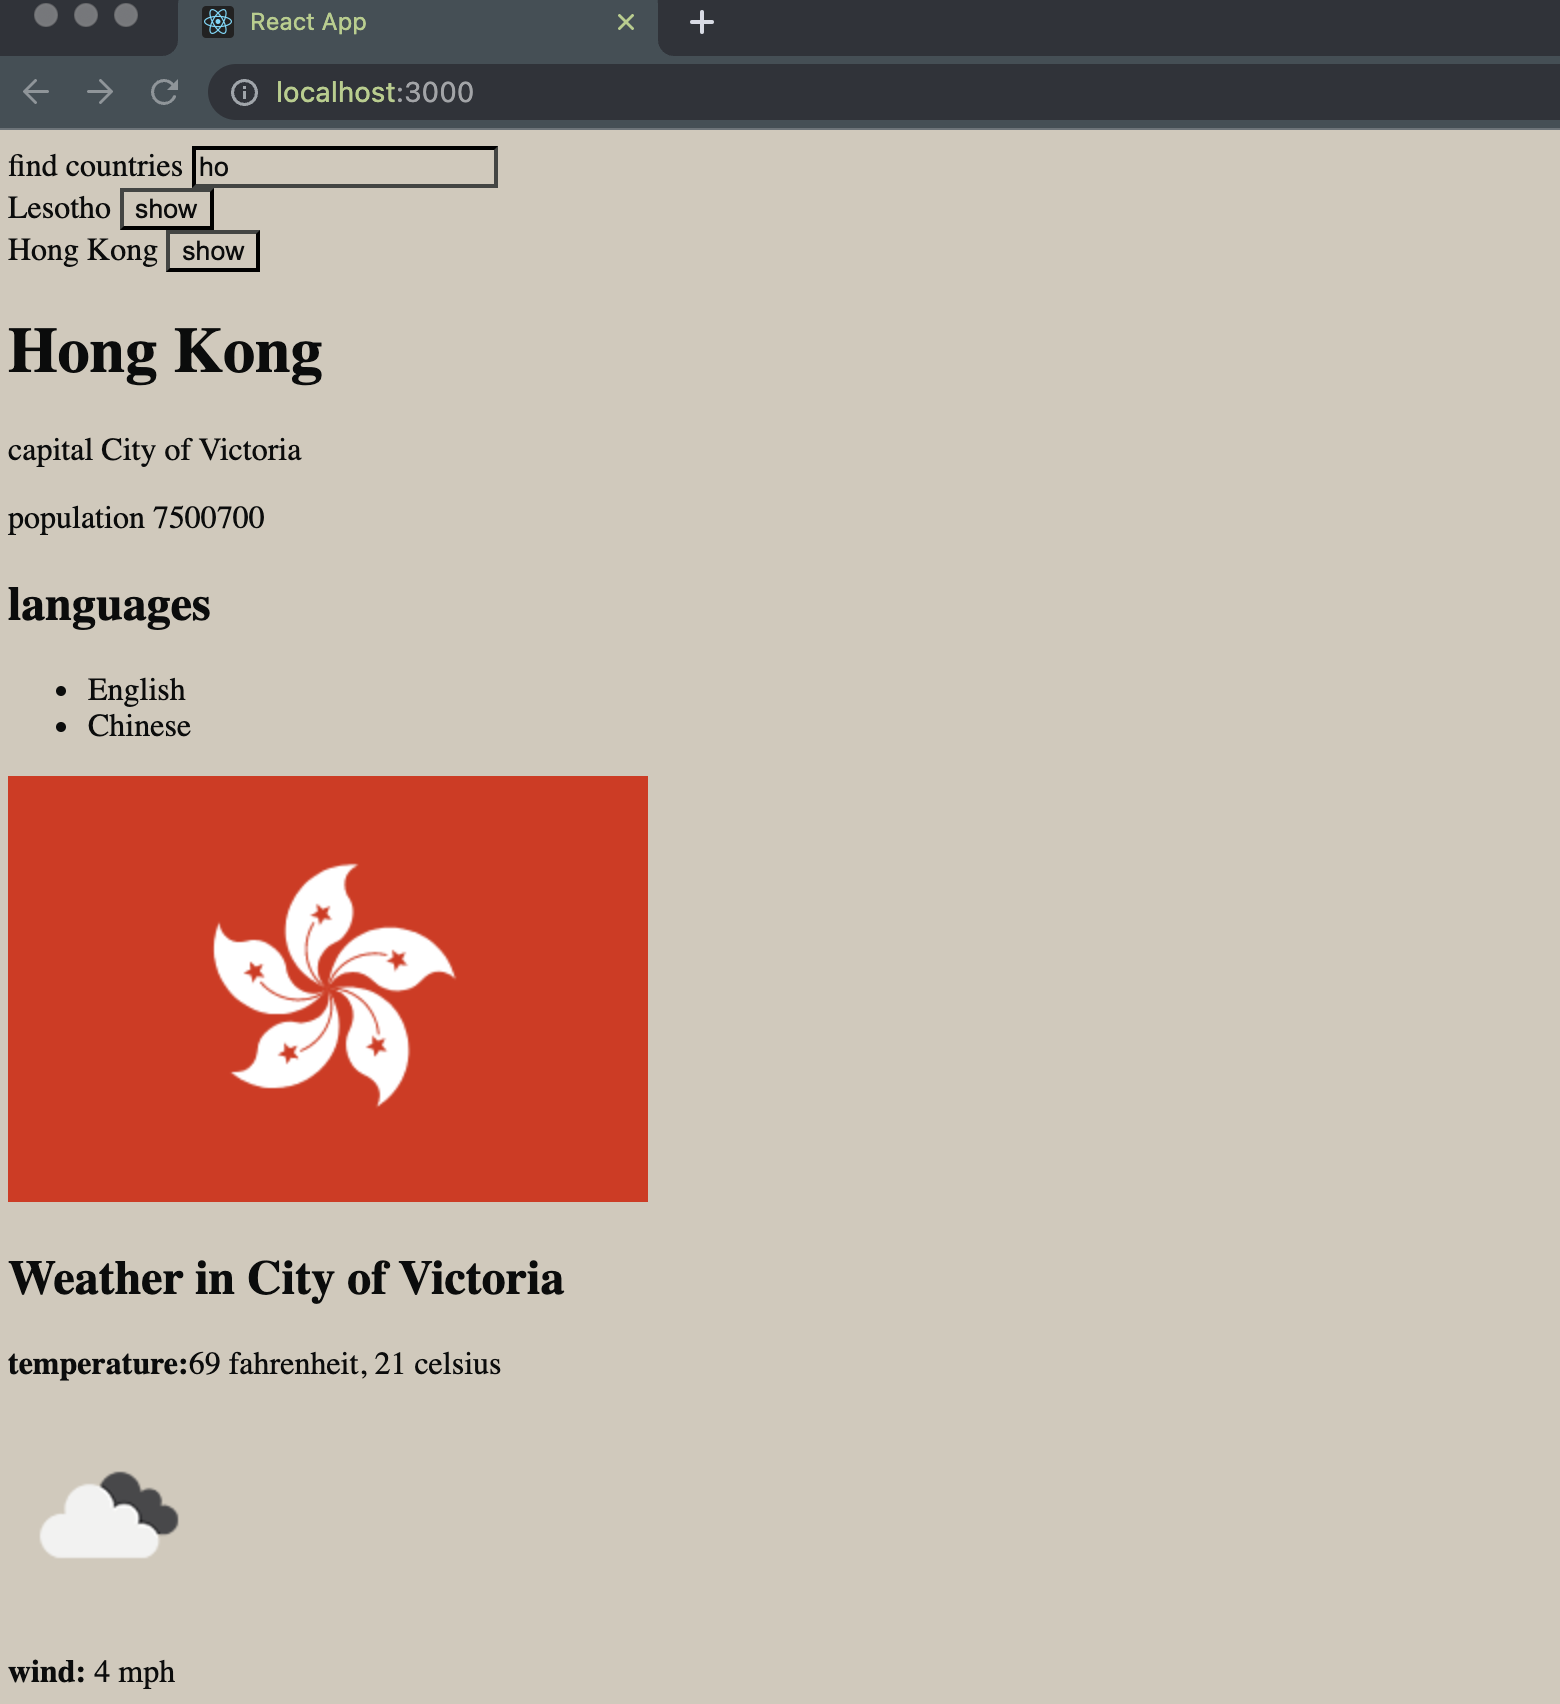 React App
localhost:3000
find countries ho
Lesotho show
Hong Kong show
Hong Kong
capital City of Victoria
population 7500700
languages
English
Chinese
Weather in City of Victoria
temperature:69 fahrenheit, 21 celsius
wind: 4 mph